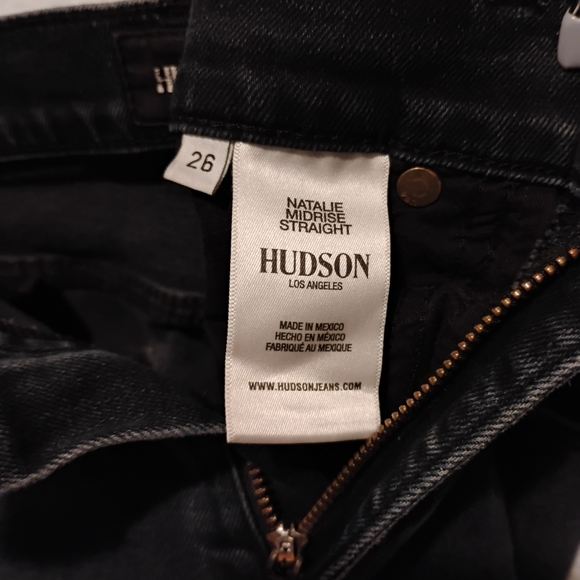 26
NATALIE
MIDRISE
STRAIGHT
HUDSON
LOS ANGELES
MADE IN MEXICO
HECHO EN MÉXICO
FABRIQUÉ AU MEXIQUE
WWW.HUDSONJEANS.COM